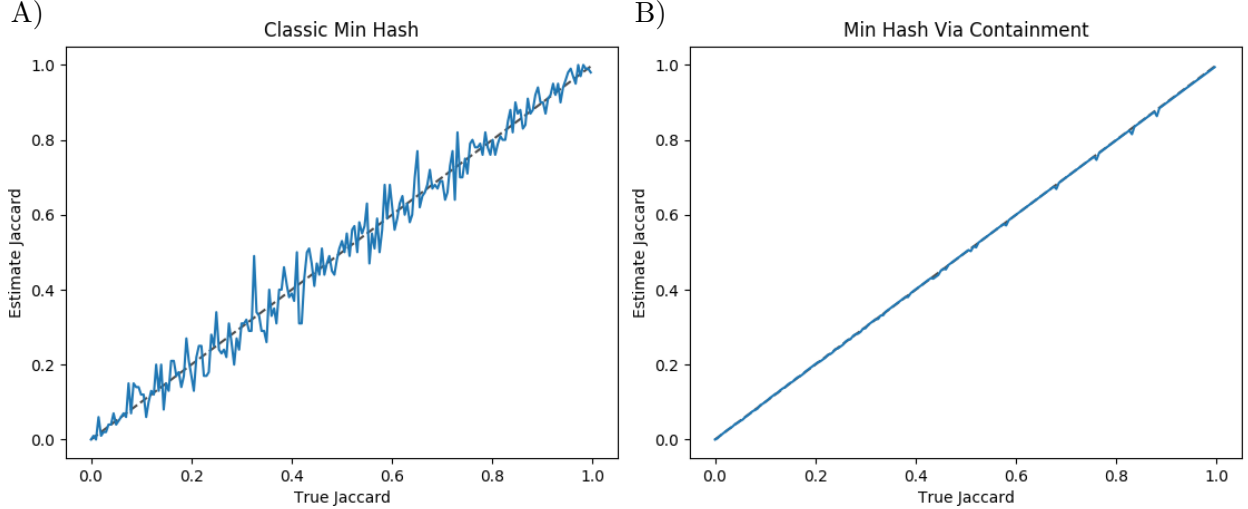 A)
Classic Min Hash
1.0
0.8
0.6
0.4
0.2
0.0
Estimate Jaccard
0.0 0.2 0.4 0.6 0.8 1.0
True Jaccard
B)
Min Hash Via Containment
1.0
0.8
0.6
0.4
0.2
0.0
Estimate Jaccard
0.0 0.2 0.4 0.6 0.8 1.0
True Jaccard